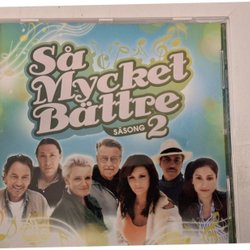 Så
Mycket
Bättre
SÄSONG 2